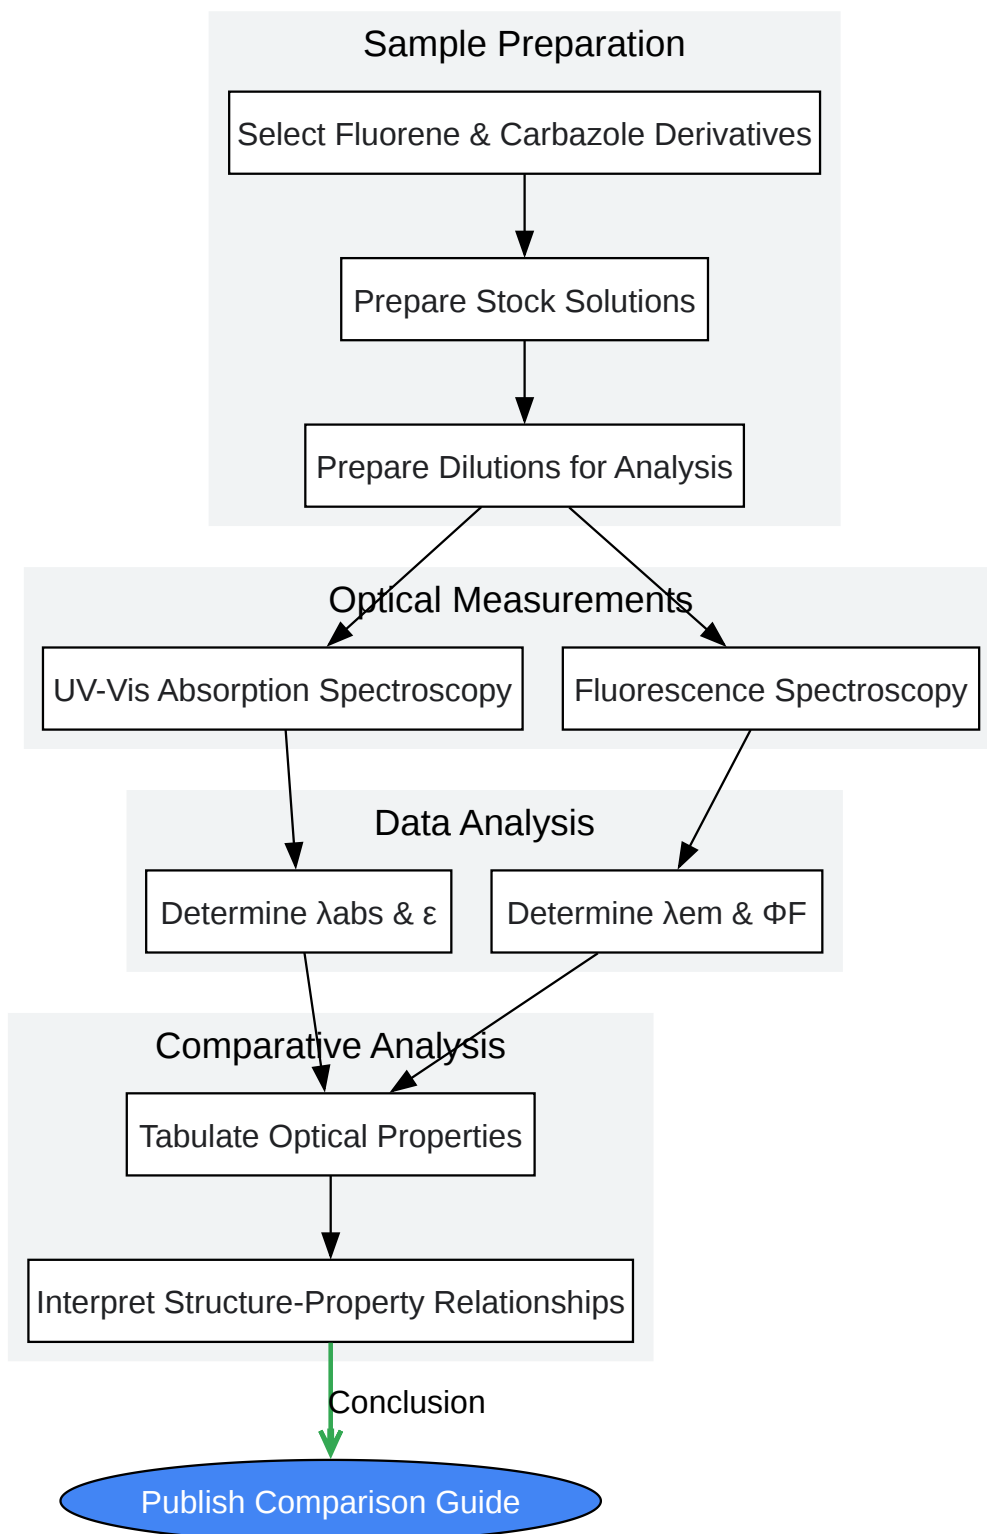 Sample Preparation
Select Fluorene & Carbazole Derivatives
Prepare Stock Solutions
Prepare Dilutions for Analysis
Optical Measurements
UV-Vis Absorption Spectroscopy
Fluorescence Spectroscopy
Data Analysis
Determine λabs & ε
Determine λem & ΦF
Comparative Analysis
Tabulate Optical Properties
Interpret Structure-Property Relationships
Conclusion
Publish Comparison Guide